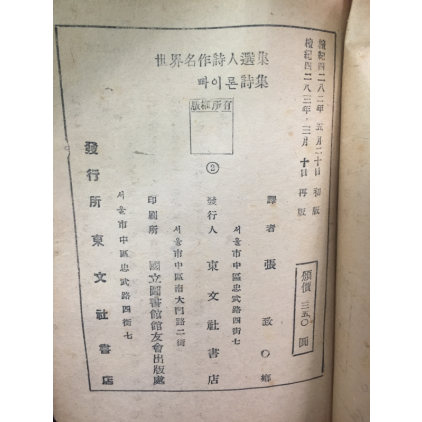 世界名作詩人選集
빠이론詩集
版權所有
②
檀紀四二八二年 五月二十日 初版
檀紀四二八三年 三月 十日 再版
價 三五〇 圓
譯者 張 政 〇 鄕
서울市中區忠武路四街七
發行人 東文社書店
서울市中區南大門路二街
印刷所 國立圖書館館友會出版處
서울市中區忠武路四街七
發行所 東文社書店